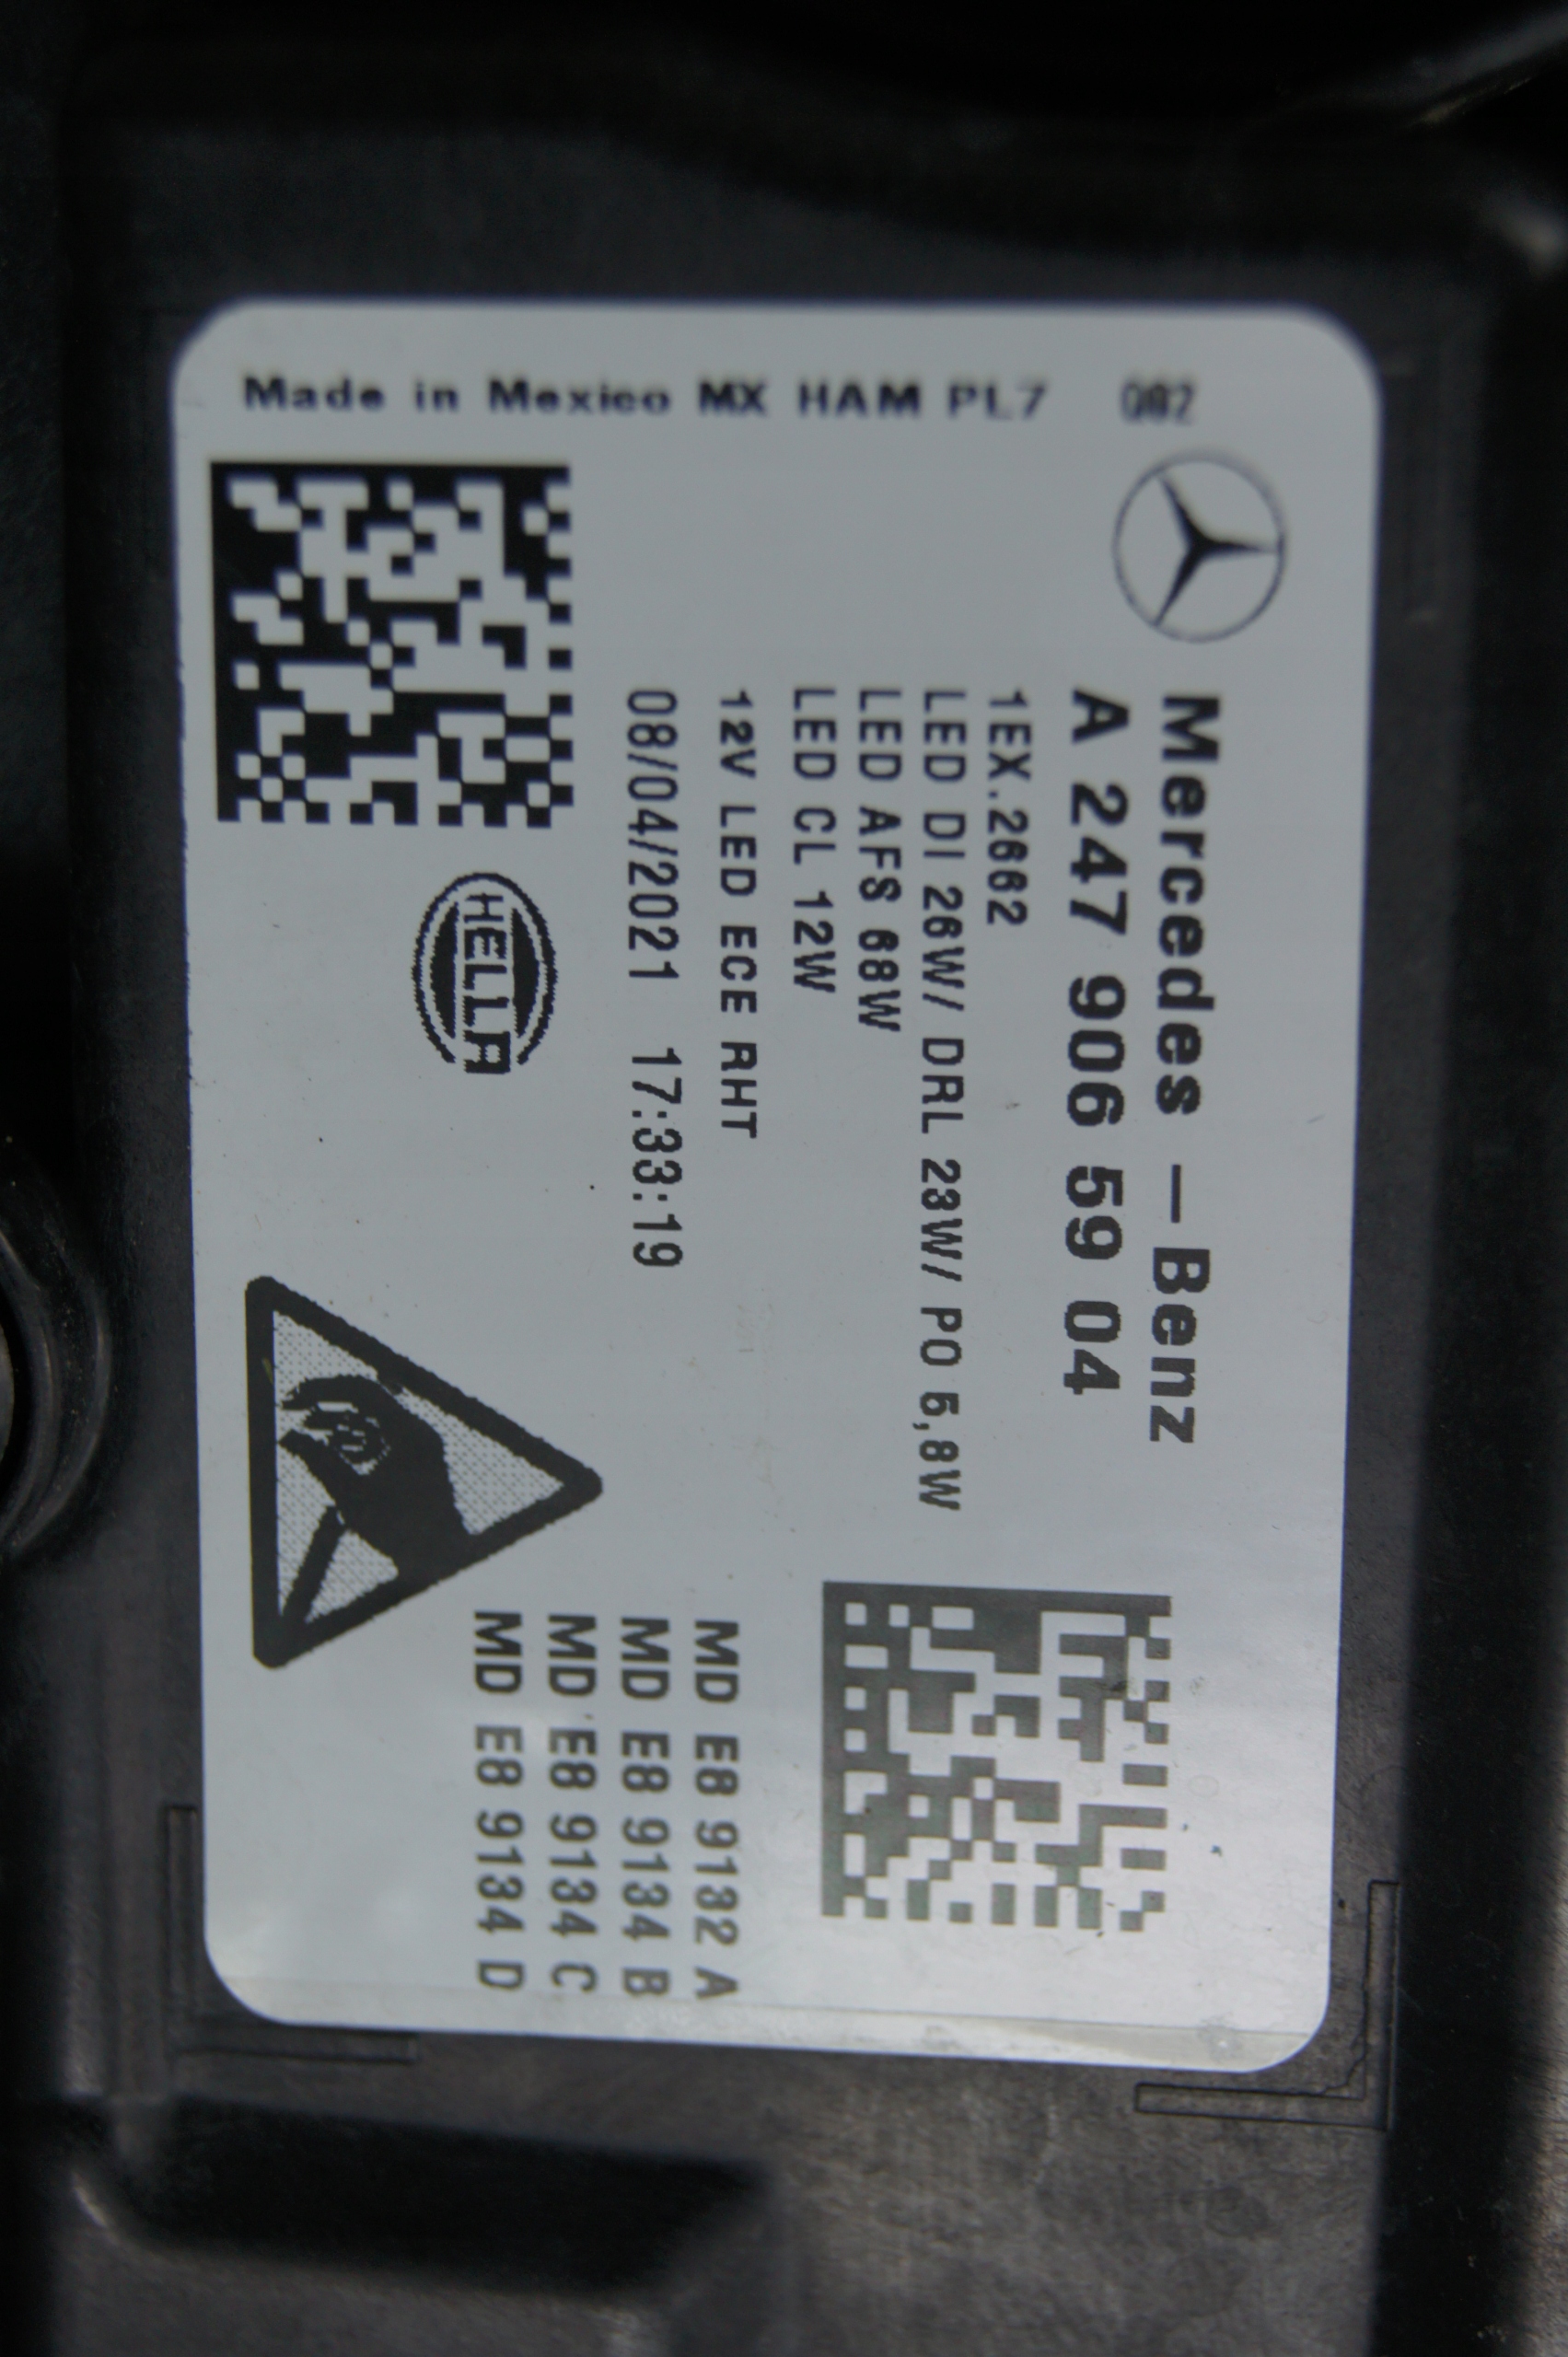 Mercedes - Benz
A 247 906 59 04
1EX.2662
LED DI 26W/ DRL 23W/ PO 5,8W
LED AFS 68W
LED CL 12W
12V LED ECE RHT
08/04/2021 17:33:19
HELLA
MD E8 9132 A
MD E8 9134 B
MD E8 9134 C
MD E8 9134 D
Made in Mexico MX HAM PL7 082